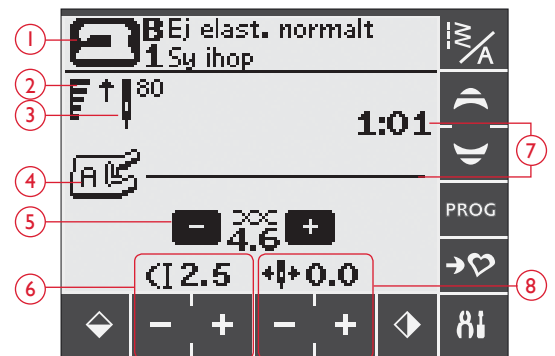 B Ej elast. normalt
1 Sy ihop
80
1:01
A
- 4.6 +
2.5
0.0
- + - +
/A
PROG
1
2
3
4
5
6
7
8